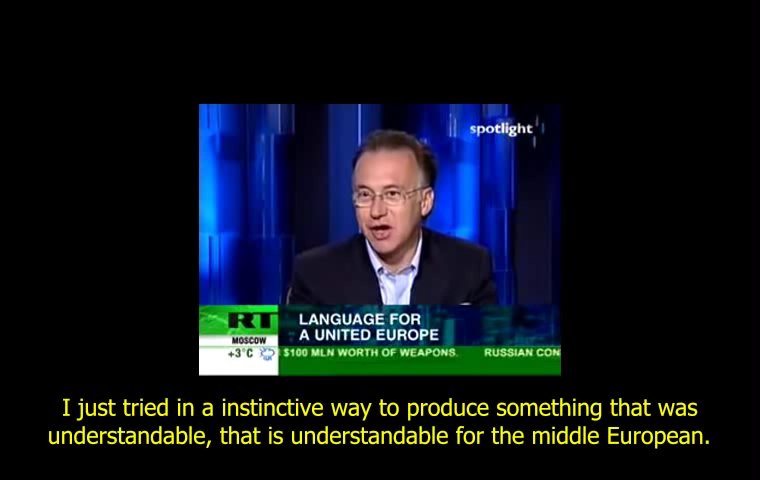 spotlight
RT
LANGUAGE FOR
A UNITED EUROPE
MOSCOW
+3°C
$100 MLN WORTH OF WEAPONS. RUSSIAN CON
I just tried in a instinctive way to produce something that was
understandable, that is understandable for the middle European.